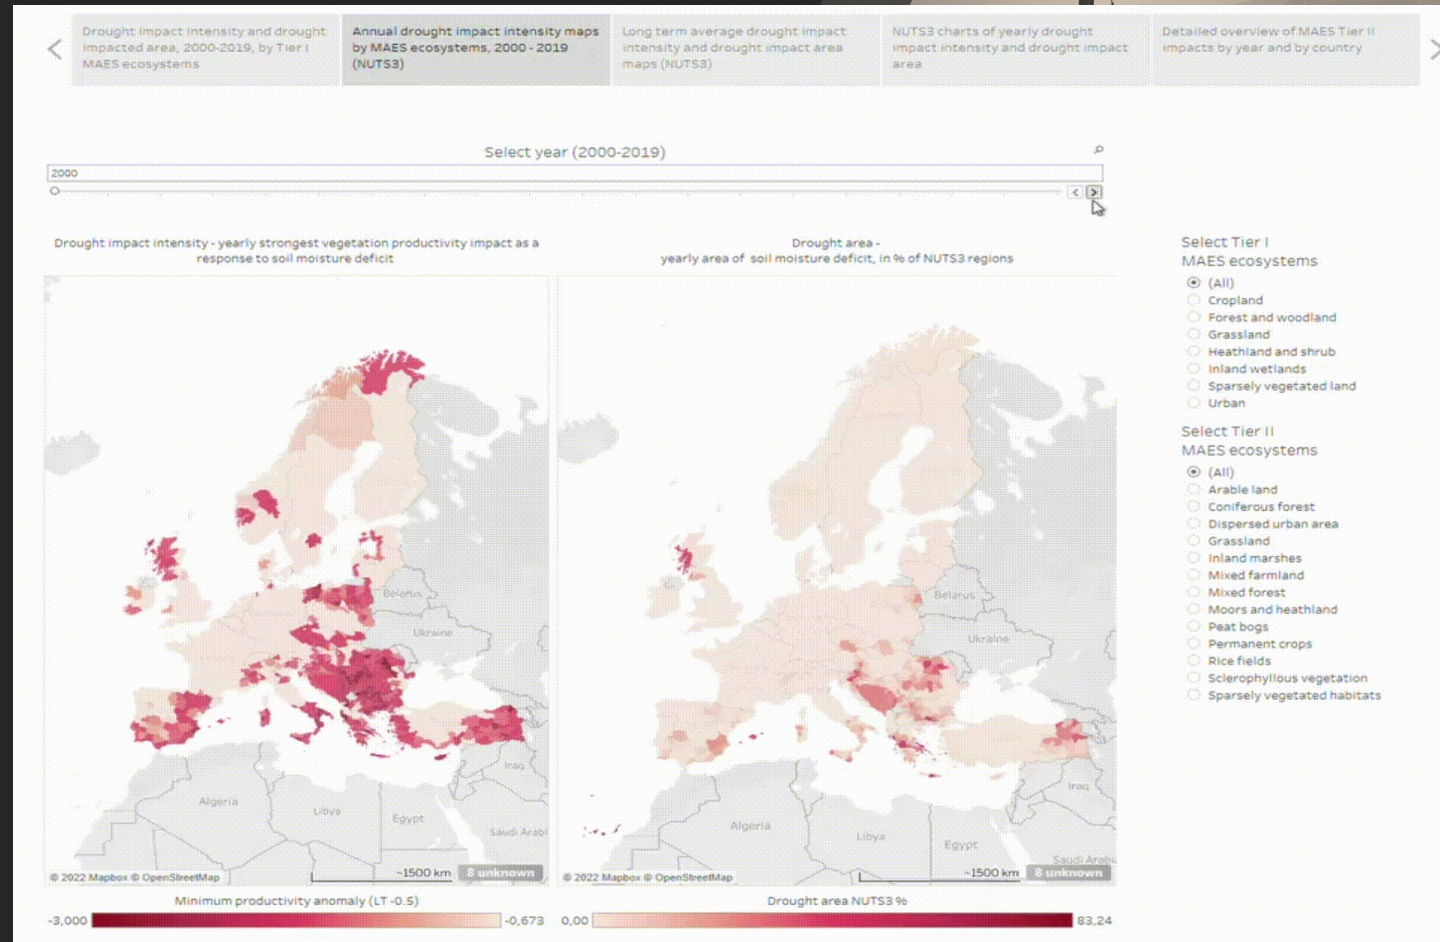 Drought impact intensity and drought
impacted area, 2000-2019, by Tier I
MAES ecosystems
Annual drought impact intensity maps
by MAES ecosystems, 2000 - 2019
(NUTS3)
Long term average drought impact
intensity and drought impact area
maps (NUTS3)
NUTS3 charts of yearly drought
impact intensity and drought impact
area
Detailed overview of MAES Tier II
impacts by year and by country
Select year (2000-2019)
2000
Drought impact intensity - yearly strongest vegetation productivity impact as a
response to soil moisture deficit
Drought area -
yearly area of soil moisture deficit, in % of NUTS3 regions
Select Tier I
MAES ecosystems
(All)
Cropland
Forest and woodland
Grassland
Heathland and shrub
Inland wetlands
Sparsely vegetated land
Urban
Select Tier II
MAES ecosystems
(All)
Arable land
Coniferous forest
Dispersed urban area
Grassland
Inland marshes
Mixed farmland
Mixed forest
Moors and heathland
Peat bogs
Permanent crops
Rice fields
Sclerophyllous vegetation
Sparsely vegetated habitats
Belarus
Ukraine
Iraq
Algeria
Libya
Egypt
Saudi Arabi
© 2022 Mapbox © OpenStreetMap
~1500 km
8 unknown
Belarus
Ukraine
Iraq
Algeria
Libya
Egypt
Saudi Arabi
© 2022 Mapbox © OpenStreetMap
~1500 km
8 unknown
Minimum productivity anomaly (LT -0.5)
-3,000
-0,673
Drought area NUTS3 %
0,00
83,24